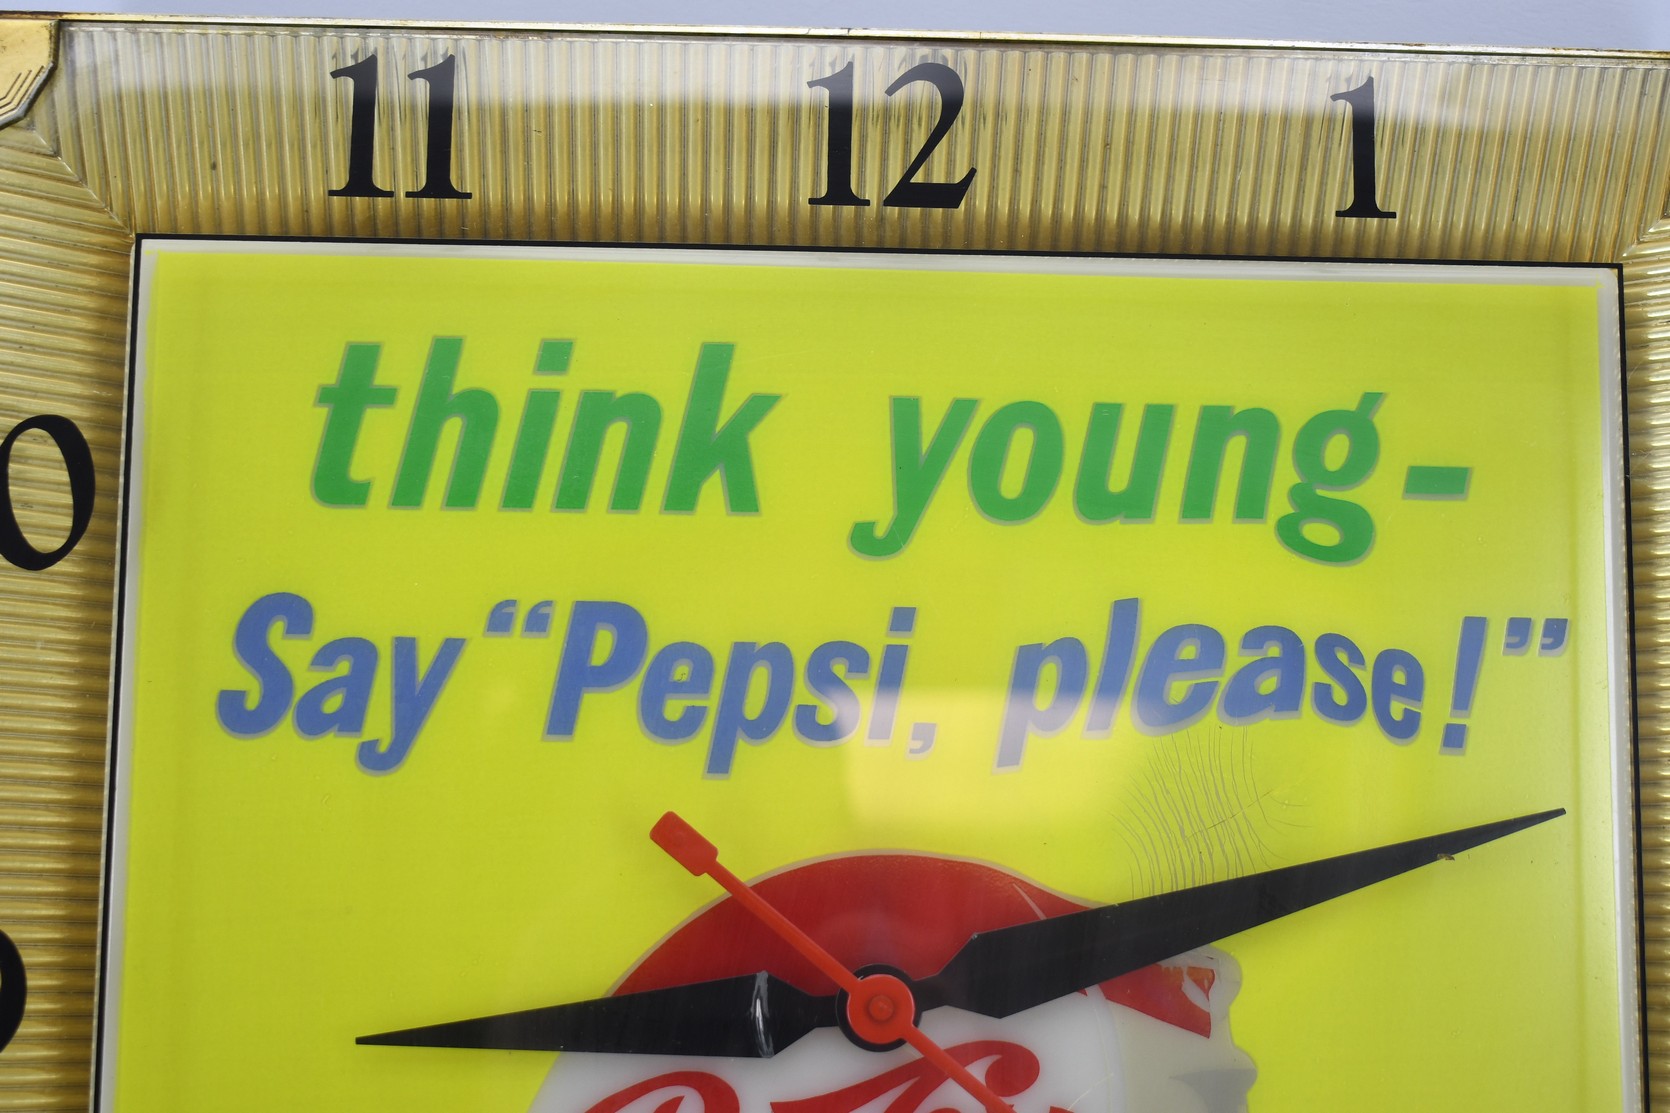 11 12 1
think young-
Say “Pepsi, please!”